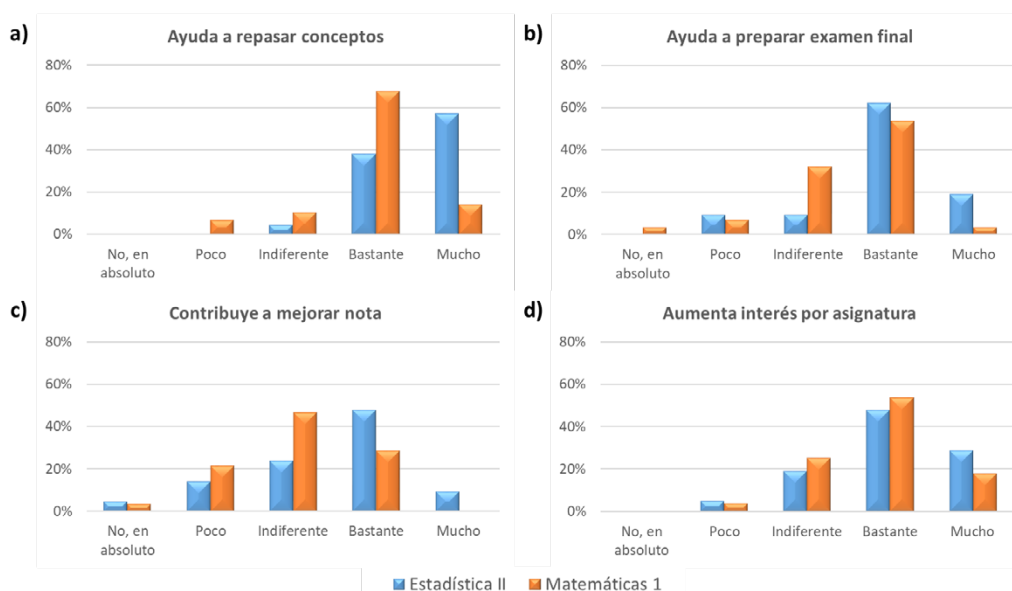 a)
Ayuda a repasar conceptos
80%
60%
40%
20%
0%
No, en
absoluto
Poco
Indiferente
Bastante
Mucho
b)
Ayuda a preparar examen final
80%
60%
40%
20%
0%
No, en
absoluto
Poco
Indiferente
Bastante
Mucho
c)
Contribuye a mejorar nota
80%
60%
40%
20%
0%
No, en
absoluto
Poco
Indiferente
Bastante
Mucho
d)
Aumenta interés por asignatura
80%
60%
40%
20%
0%
No, en
absoluto
Poco
Indiferente
Bastante
Mucho
Estadística II
Matemáticas 1